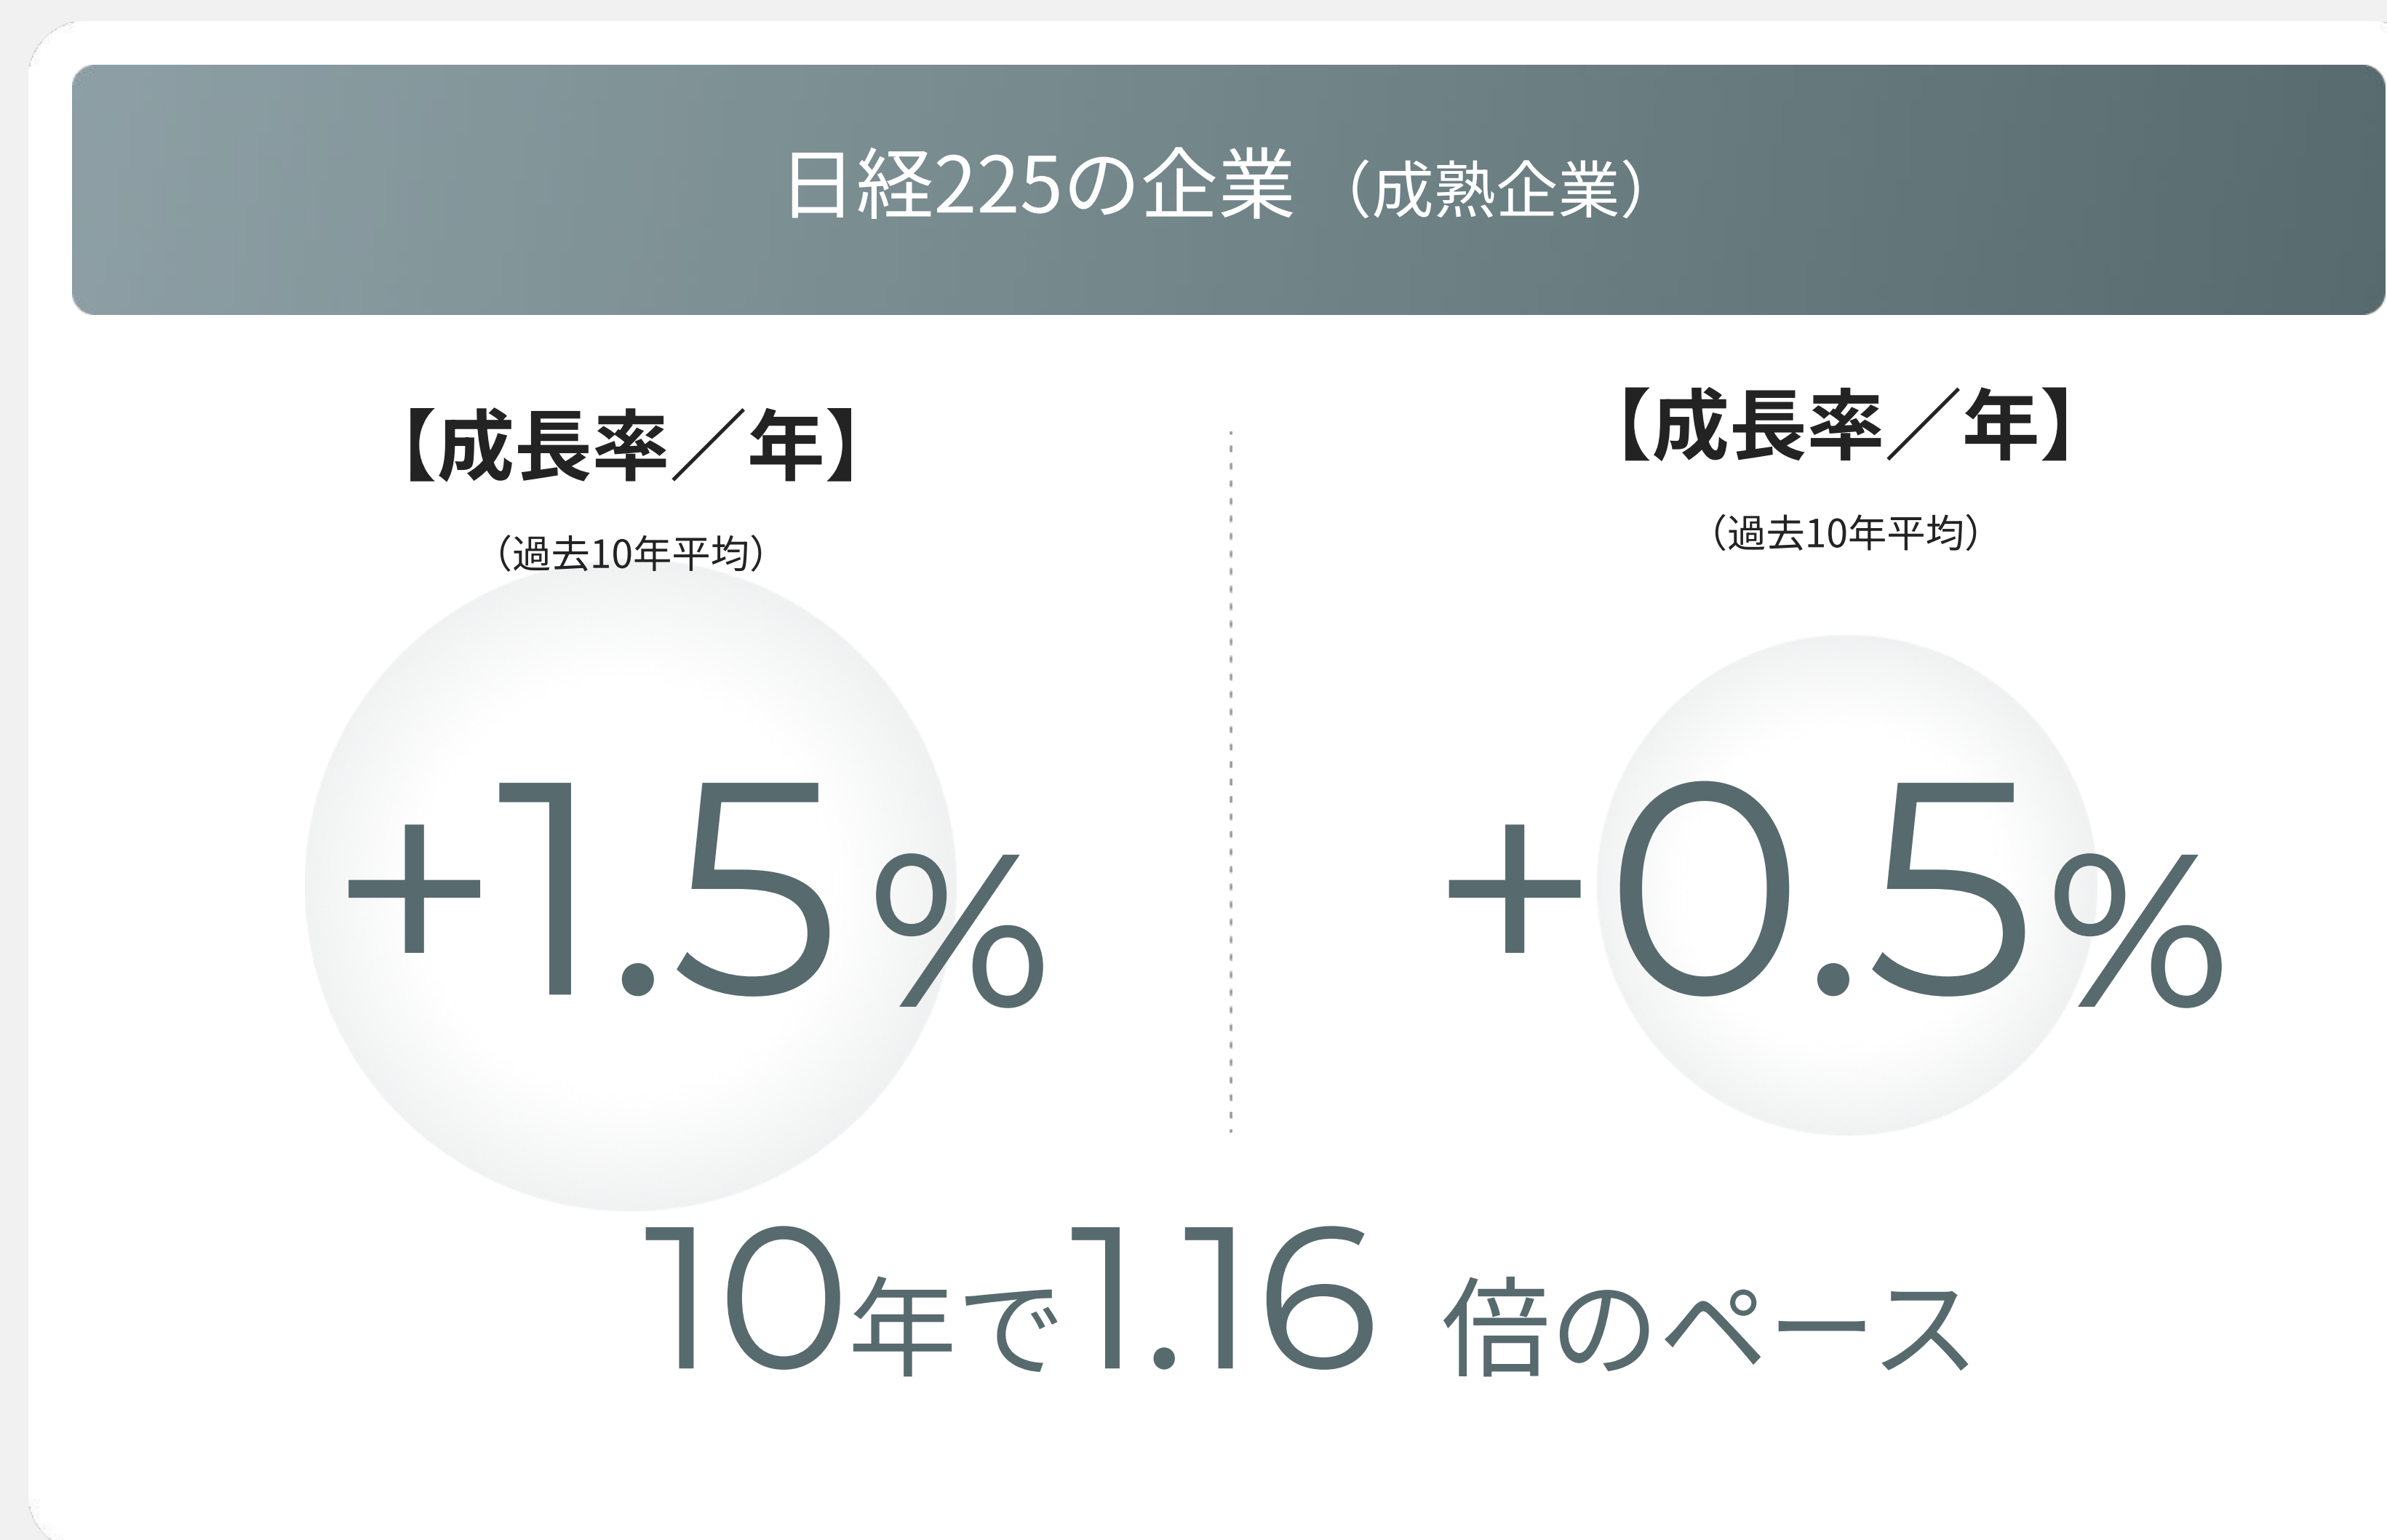 日経225の企業（成熟企業）
【成長率／年】
（過去10年平均）
+1.5%
【成長率／年】
（過去10年平均）
+0.5%
10年で1.16 倍のペース